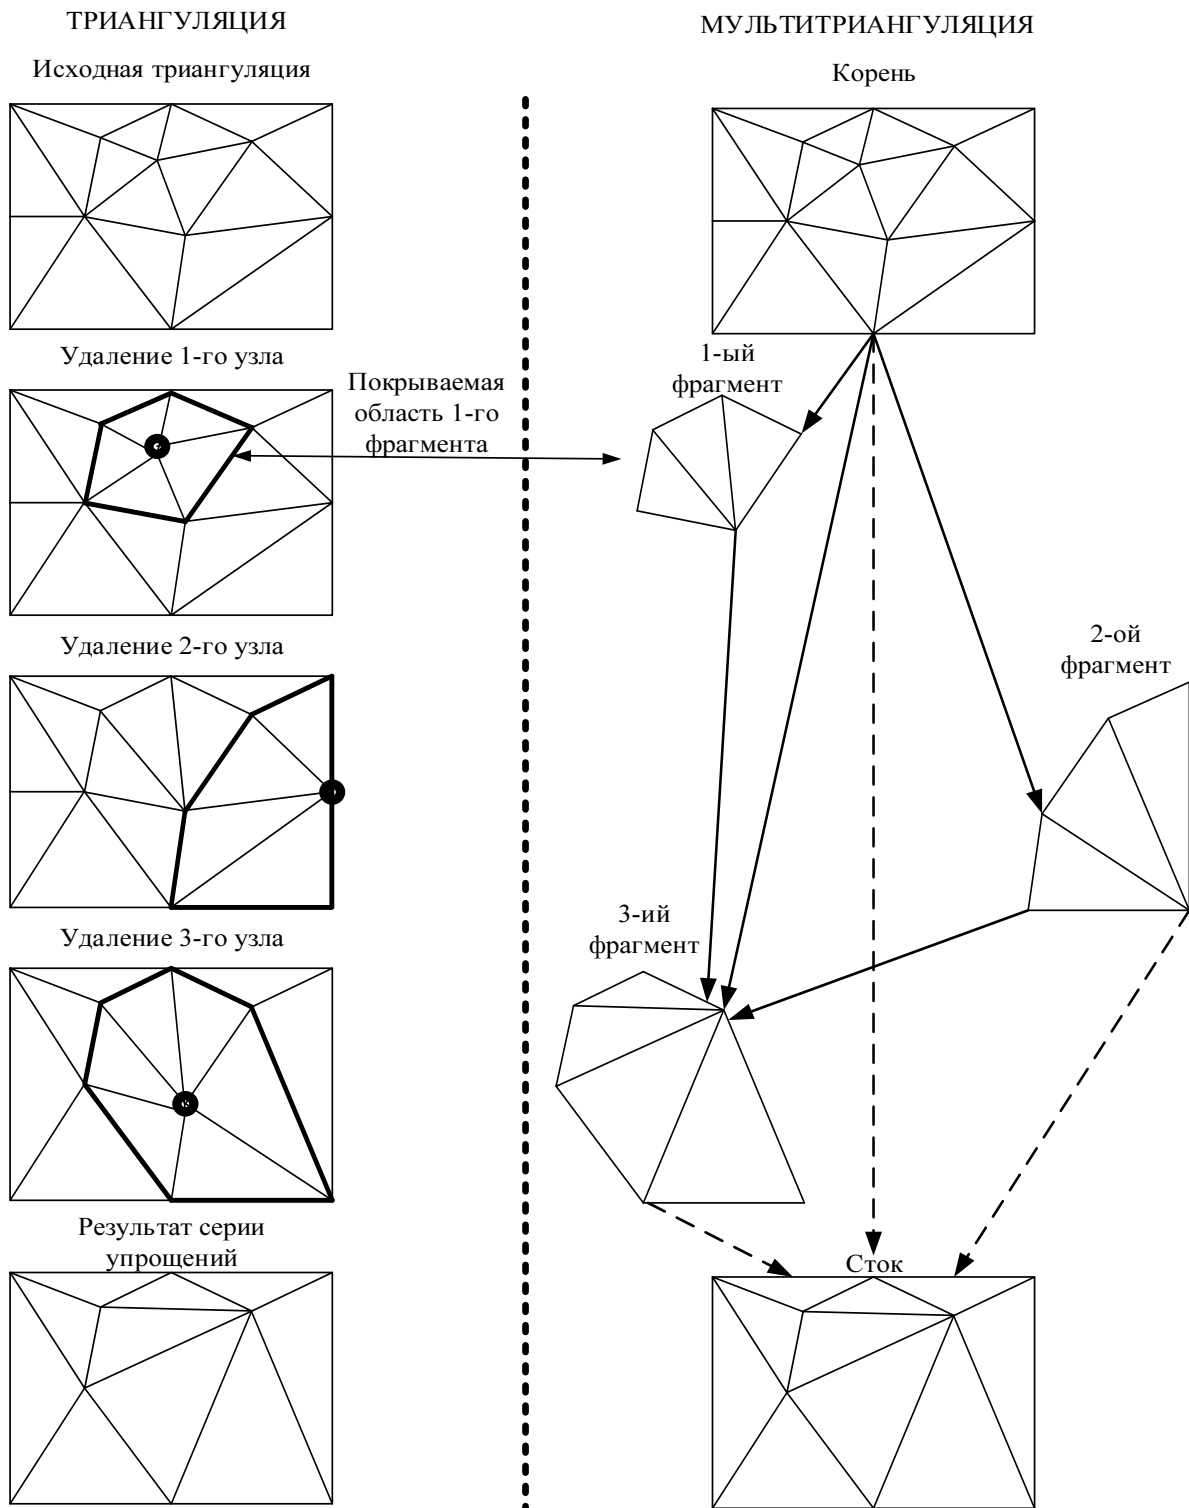 ТРИАНГУЛЯЦИЯ
Исходная триангуляция
Удаление 1-го узла
Покрываемая
область 1-го
фрагмента
Удаление 2-го узла
Удаление 3-го узла
Результат серии
упрощений
МУЛЬТИТРИАНГУЛЯЦИЯ
Корень
1-ый
фрагмент
2-ой
фрагмент
3-ий
фрагмент
Сток